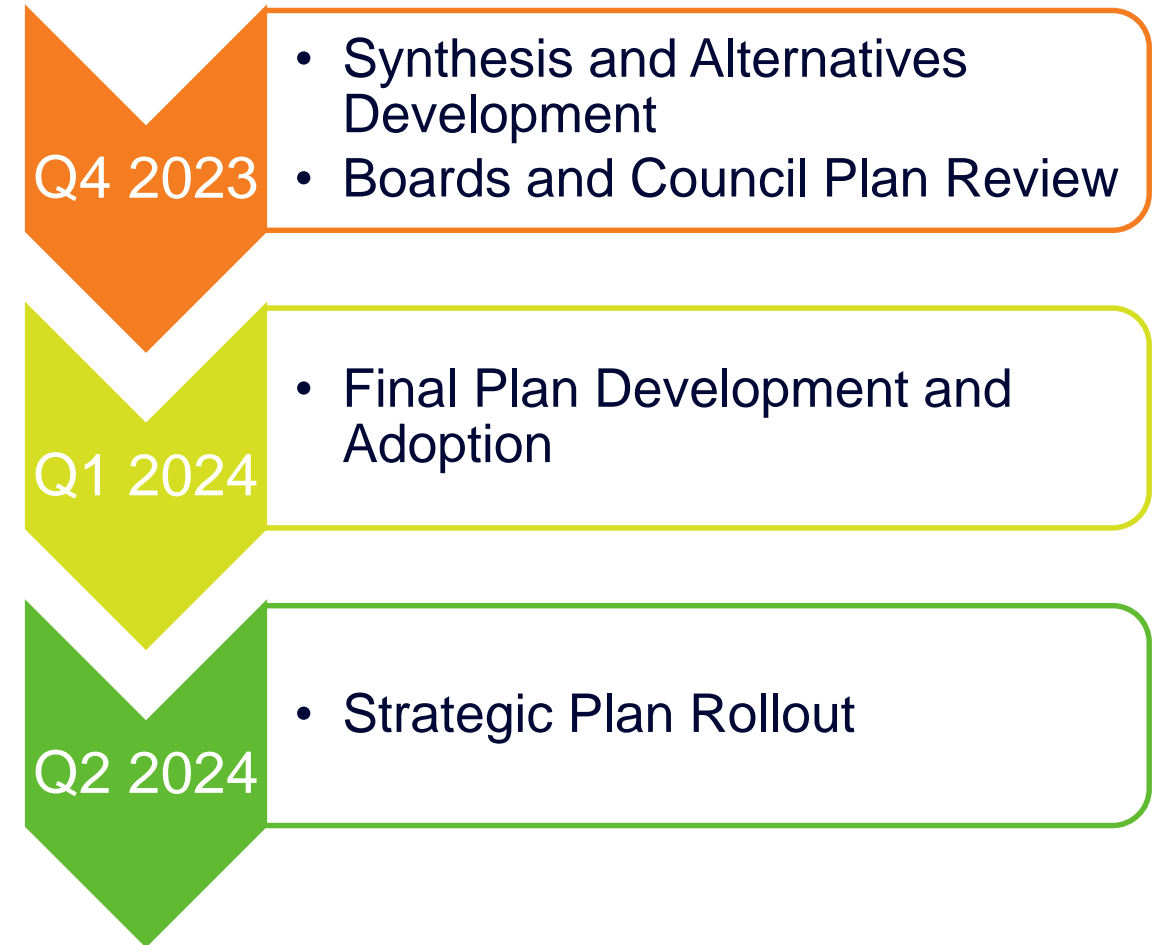 Q4 2023
• Synthesis and Alternatives
Development
• Boards and Council Plan Review
Q1 2024
• Final Plan Development and
Adoption
Q2 2024
• Strategic Plan Rollout